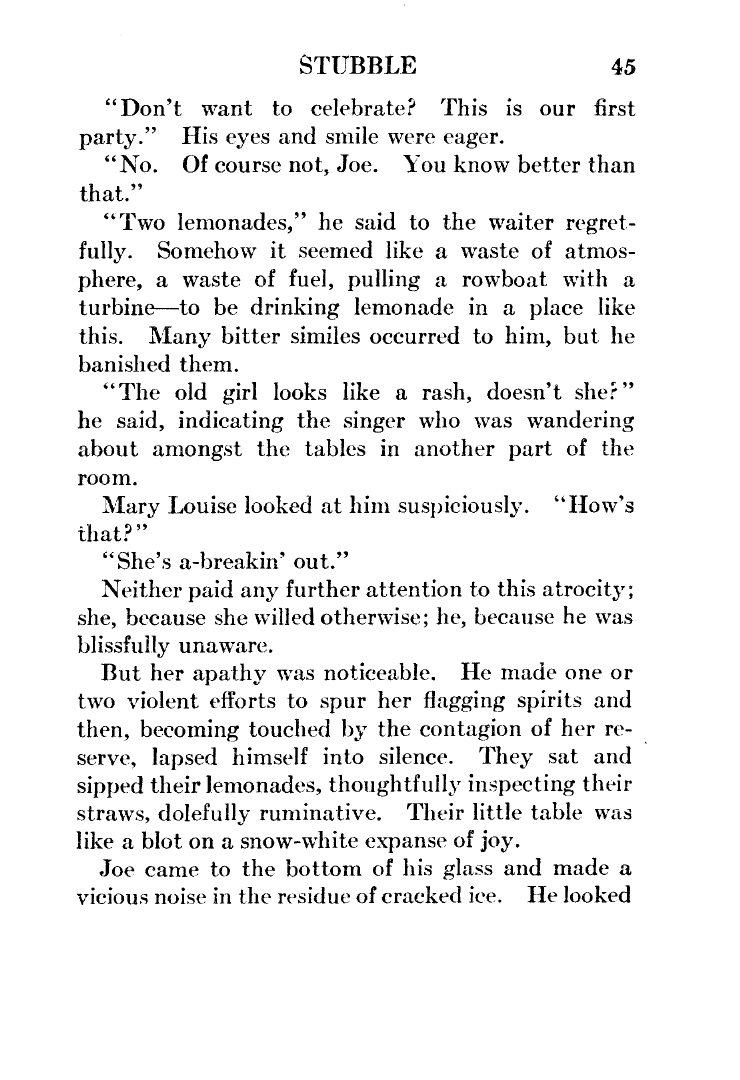 STUBBLE 45
“Don’t want to celebrate? This is our first
party.” His eyes and smile were eager.
“No. Of course not, Joe. You know better than
that.”
“Two lemonades,” he said to the waiter regret-
fully. Somehow it seemed like a waste of atmos-
phere, a waste of fuel, pulling a rowboat with a
turbine—to be drinking lemonade in a place like
this. Many bitter similes occurred to him, but he
banished them.
“The old girl looks like a rash, doesn’t she?”
he said, indicating the singer who was wandering
about amongst the tables in another part of the
room.
Mary Louise looked at him suspiciously. “How’s
that?”
“She’s a-breakin’ out.”
Neither paid any further attention to this atrocity;
she, because she willed otherwise; he, because he was
blissfully unaware.
But her apathy was noticeable. He made one or
two violent efforts to spur her flagging spirits and
then, becoming touched by the contagion of her re-
serve, lapsed himself into silence. They sat and
sipped their lemonades, thoughtfully inspecting their
straws, dolefully ruminative. Their little table was
like a blot on a snow-white expanse of joy.
Joe came to the bottom of his glass and made a
vicious noise in the residue of cracked ice. He looked